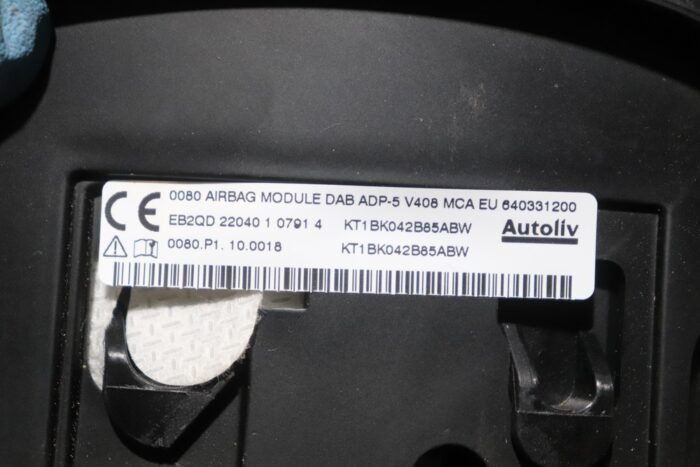 CE 0080 AIRBAG MODULE DAB ADP-5 V408 MCA EU 640331200
EB2QD 22040 1 0791 4 KT1BK042B85ABW Autoliv
0080.P1. 10.0018 KT1BK042B85ABW